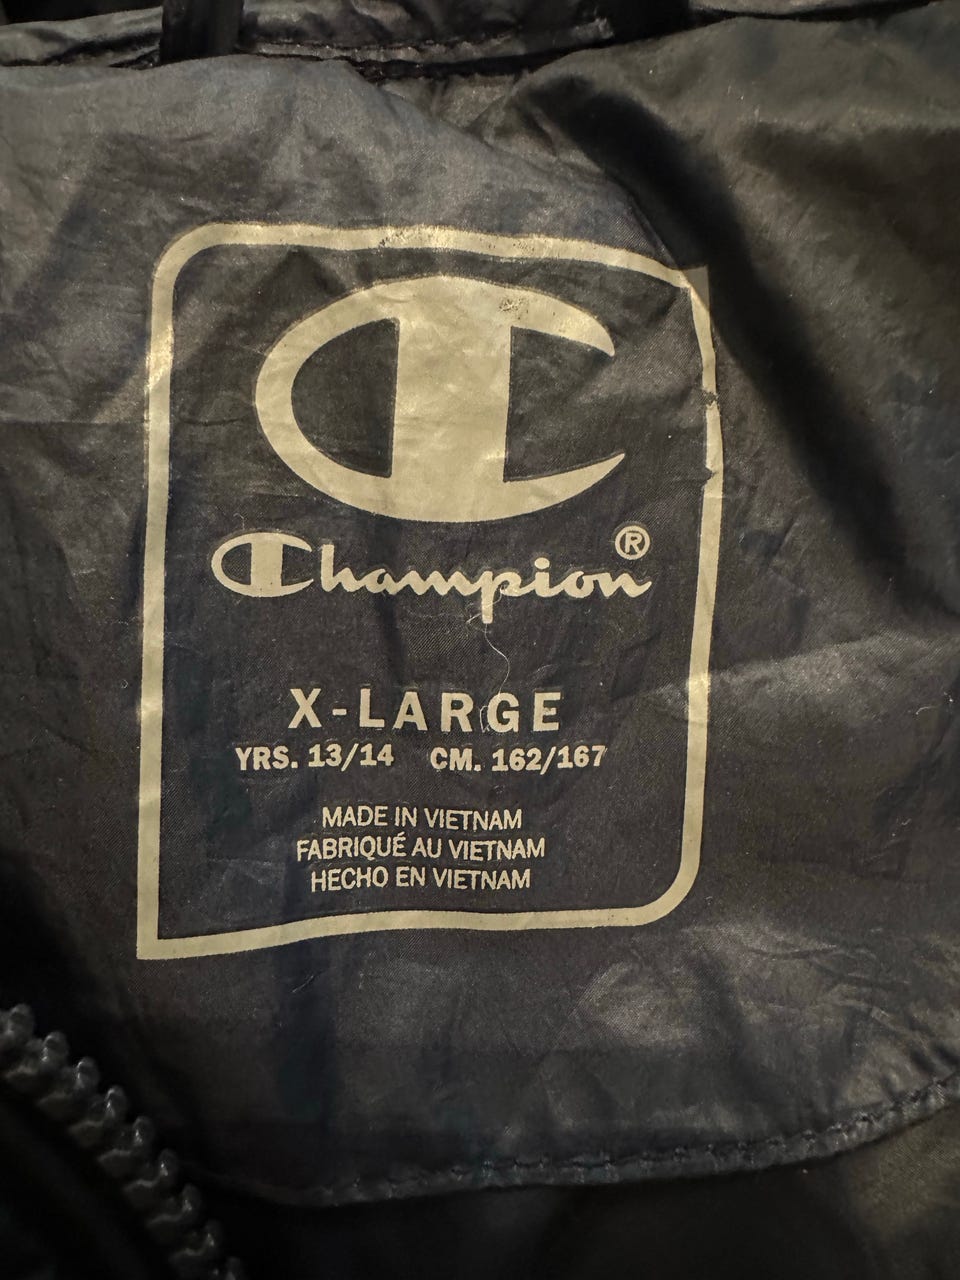 Champion®
X-LARGE
YRS. 13/14 CM. 162/167
MADE IN VIETNAM
FABRIQUÉ AU VIETNAM
HECHO EN VIETNAM